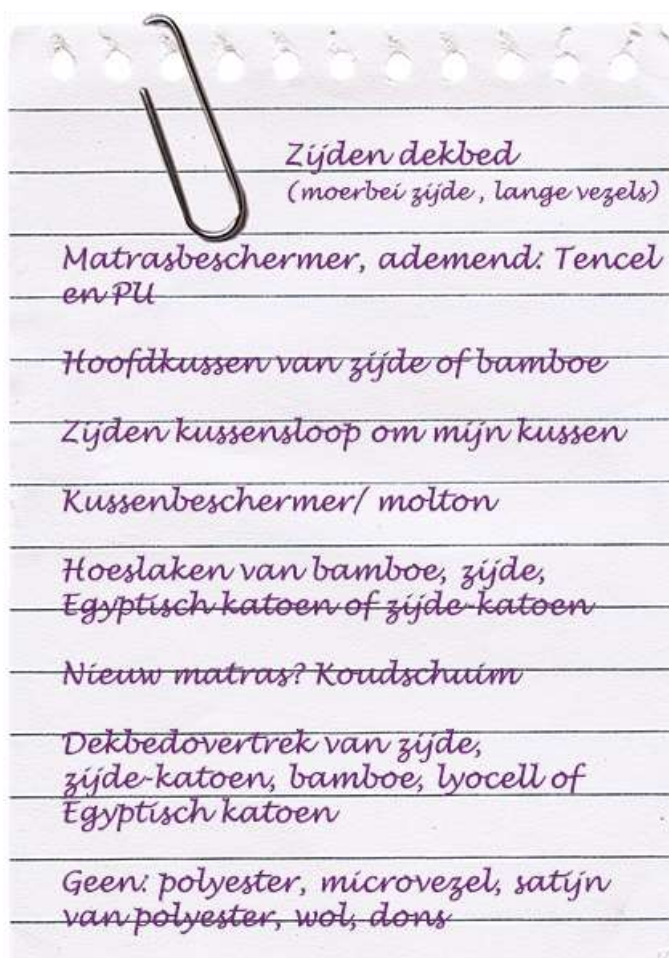 Zijden dekbed
(moerbei zijde , lange vezels)
Matrasbeschermer, ademend: Tencel
en PU
Hoofdkussen van zijde of bamboe
Zijden kussensloop om mijn kussen
Kussenbeschermer/ molton
Hoeslaken van bamboe, zijde,
Egyptisch katoen of zijde-katoen
Nieuw matras? Koudschuim
Dekbedovertrek van zijde,
zijde-katoen, bamboe, lyocell of
Egyptisch katoen
Geen: polyester, microvezel, satijn
van polyester, wol, dons